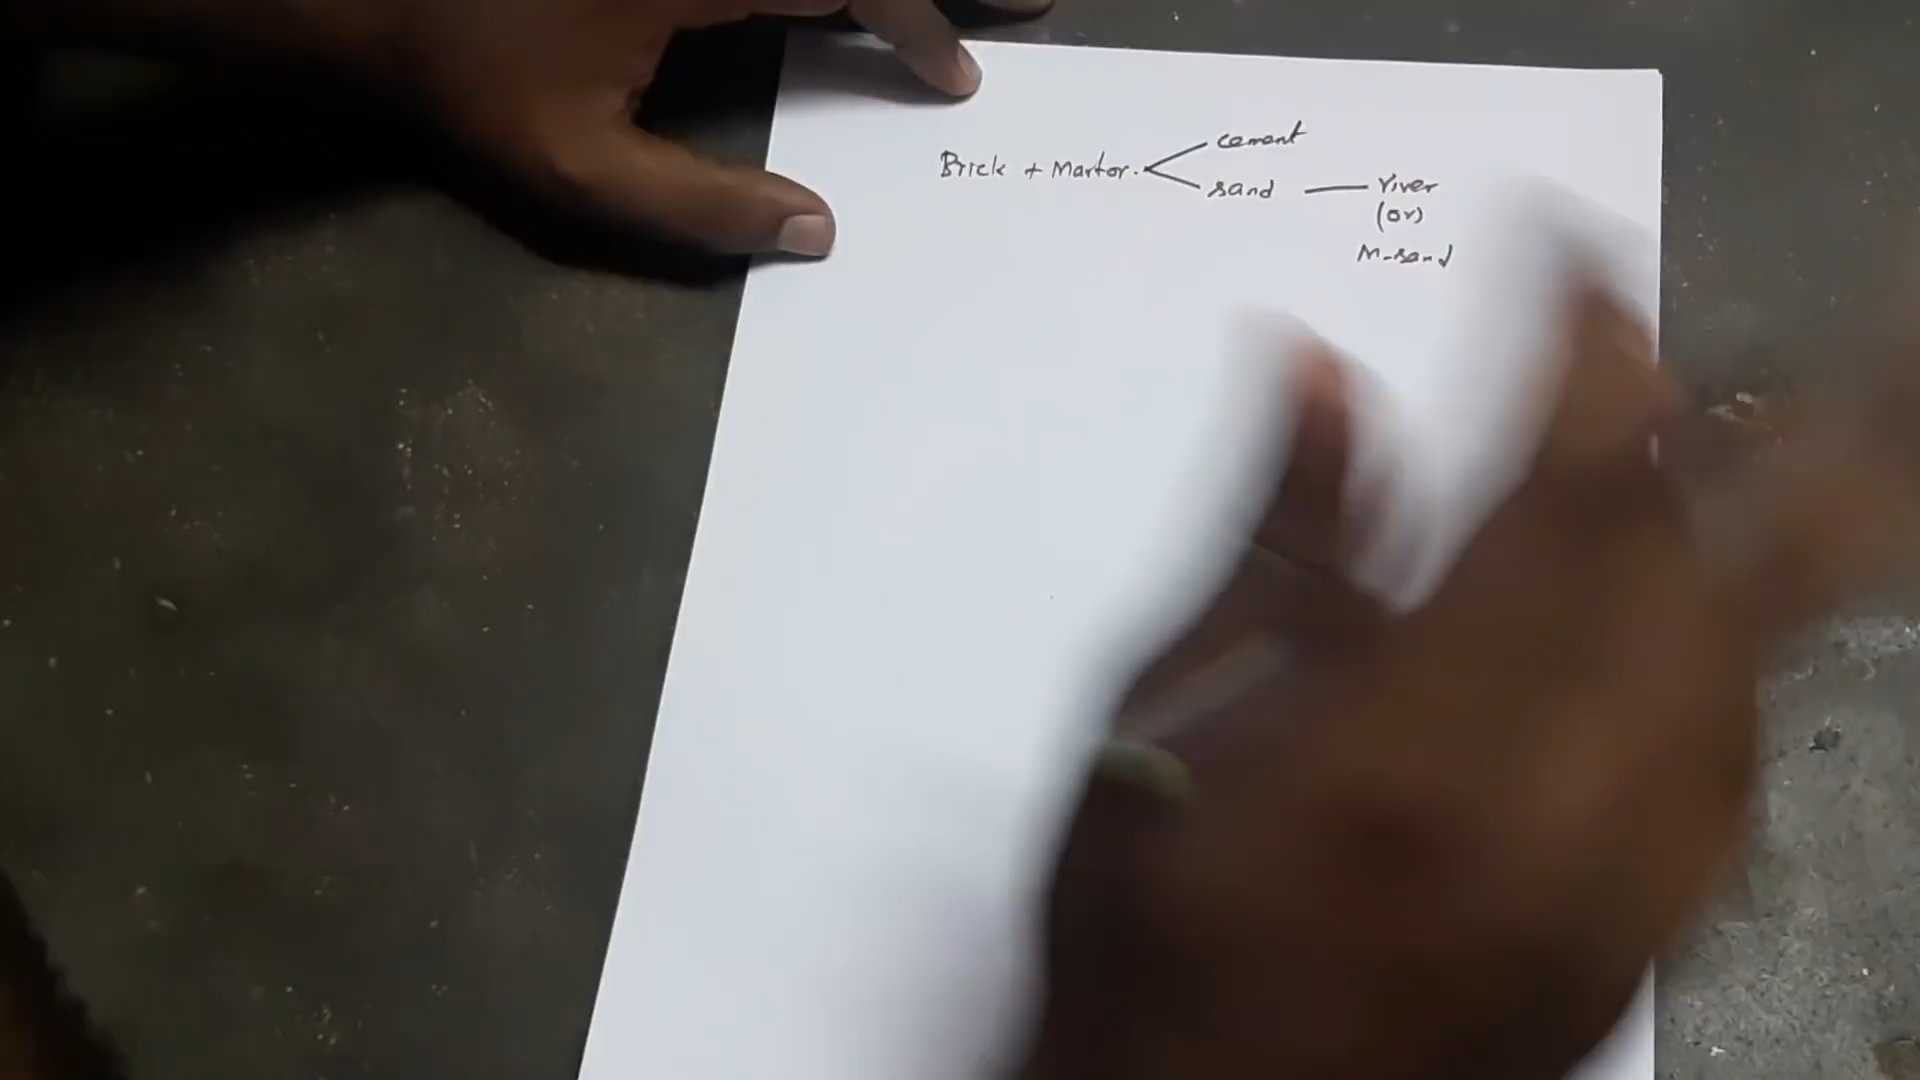 Brick + Martor.
cement
sand — river
(or)
M-sand